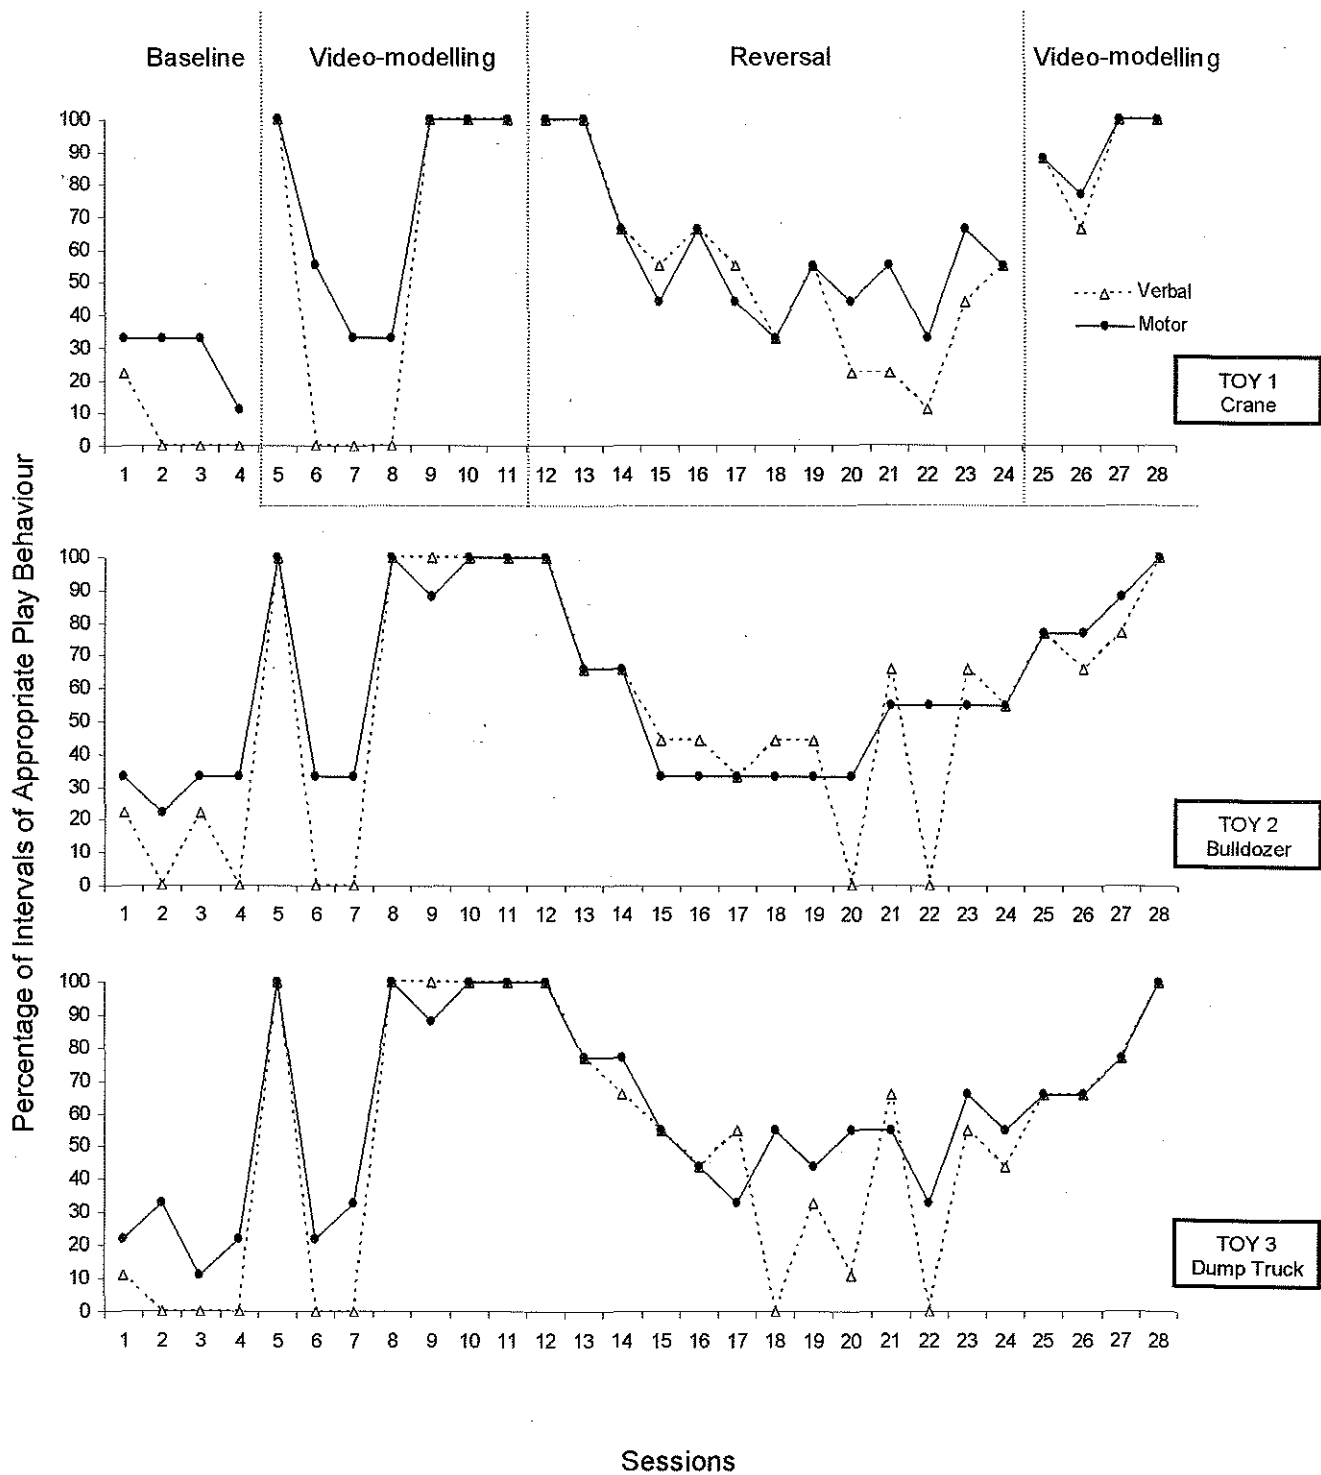 Baseline
Video-modelling
Reversal
Video-modelling
Percentage of Intervals of Appropriate Play Behaviour
100
90
80
70
60
50
40
30
20
10
0
1 2 3 4 5 6 7 8 9 10 11 12 13 14 15 16 17 18 19 20 21 22 23 24 25 26 27 28
Verbal
Motor
TOY 1
Crane
100
90
80
70
60
50
40
30
20
10
0
1 2 3 4 5 6 7 8 9 10 11 12 13 14 15 16 17 18 19 20 21 22 23 24 25 26 27 28
TOY 2
Bulldozer
100
90
80
70
60
50
40
30
20
10
0
1 2 3 4 5 6 7 8 9 10 11 12 13 14 15 16 17 18 19 20 21 22 23 24 25 26 27 28
TOY 3
Dump Truck
Sessions